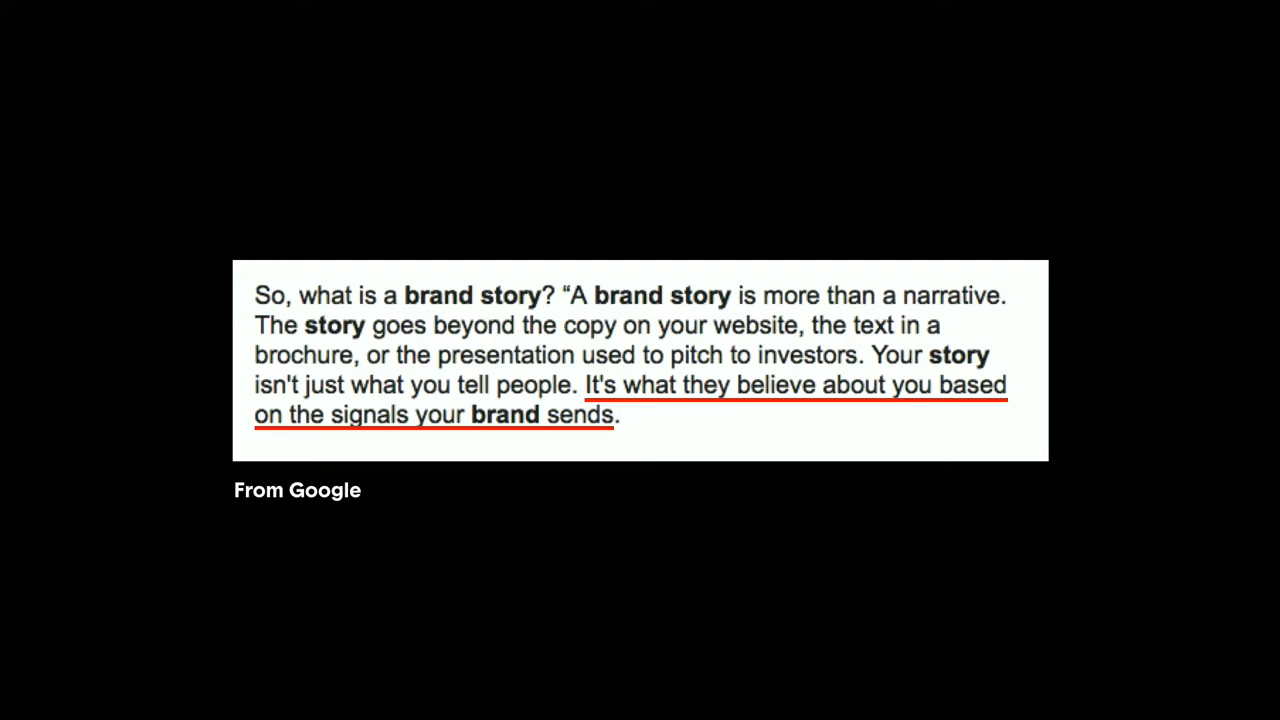 So, what is a brand story? “A brand story is more than a narrative.
The story goes beyond the copy on your website, the text in a
brochure, or the presentation used to pitch to investors. Your story
isn't just what you tell people. It's what they believe about you based
on the signals your brand sends.
From Google